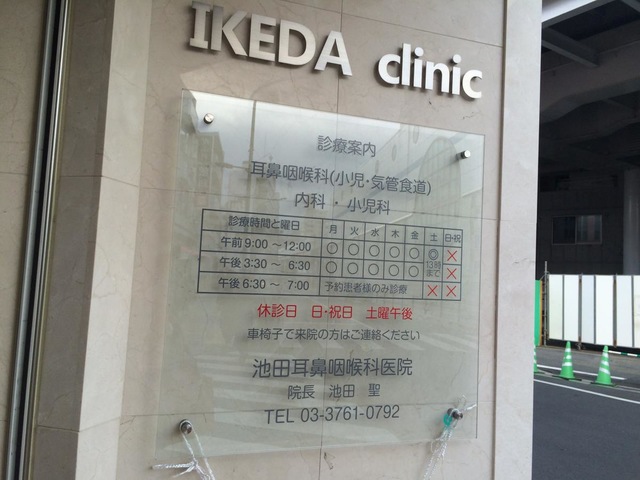 IKEDA clinic
診療案内
耳鼻咽喉科(小児・気管食道)
内科・小児科
診療時間と曜日 月 火 水 木 金 土 日・祝
午前 9:00 ～ 12:00 ○ ○ ○ ○ ○ ◎ ×
午後 3:30 ～ 6:30 ○ ○ ○ ○ ○ 13時まで ×
午後 6:30 ～ 7:00 予約患者様のみ診療 × ×
休診日 日・祝日 土曜午後
車椅子で来院の方はご連絡ください
池田耳鼻咽喉科医院
院長 池田 聖
TEL 03-3761-0792